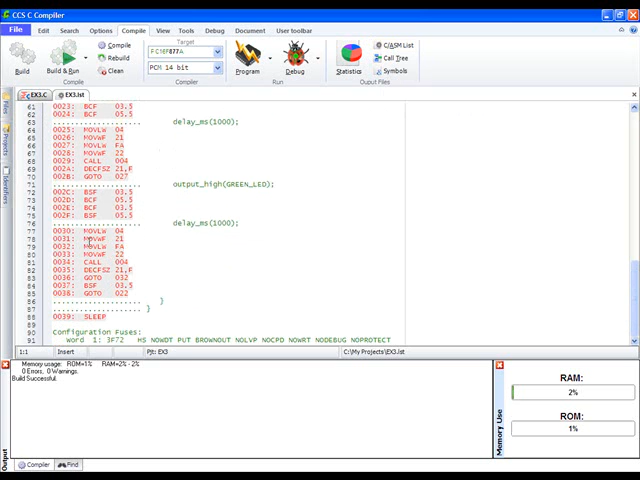 CCS C Compiler
File Edit Search Options Compile View Tools Debug Document User toolbar
Build
Build & Run
Compile
Rebuild
Clean
Compile
Target
PCM 14 bit
Compiler
Program
Debug
Run
Statistics
C/ASM List
Call Tree
Symbols
Output
EX3.C EX3.lst
Files
Projects
Identifiers
61 0023: BCF 03.5
62 0024: BCF 05.5
63 .................... delay_ms(1000);
64 0025: MOVLW 04
65 0026: MOVWF 21
66 0027: MOVLW FA
67 0028: MOVWF 22
68 0029: CALL 004
69 002A: DECFSZ 21,F
70 002B: GOTO 027
71 .................... output_high(GREEN_LED);
72 002C: BSF 03.5
73 002D: BCF 05.5
74 002E: BCF 03.5
75 002F: BSF 05.5
76 .................... delay_ms(1000);
77 0030: MOVLW 04
78 0031: MOVWF 21
79 0032: MOVLW FA
80 0033: MOVWF 22
81 0034: CALL 004
82 0035: DECFSZ 21,F
83 0036: GOTO 032
84 0037: BSF 03.5
85 0038: GOTO 022
86 .................... }
87 .................... }
88 0039: SLEEP
89
90 Configuration Fuses:
91 Word 1: 3F72 HS NOWDT PUT BROWNOUT NOLVP NOCPD NOWRT NODEBUG NOPROTECT
1:1 Insert Pjt: EX3 C:\My Projects\EX3.lst
Memory usage: ROM=1% RAM=2% - 2%
0 Errors, 0 Warnings.
Build Successful.
Output
Memory Use
RAM:
2%
ROM:
1%
Compiler Find